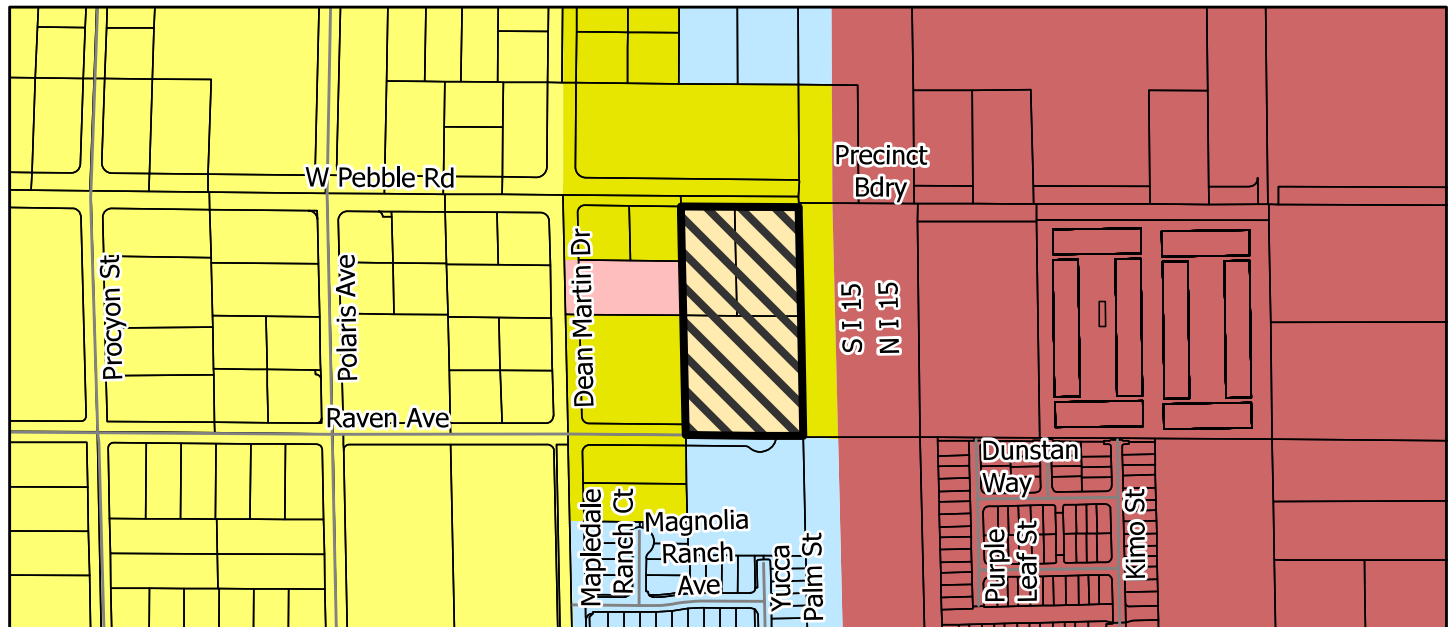 Precinct
Bdry
W Pebble Rd
Procyon St
Polaris Ave
Dean Martin Dr
S I 15
N I 15
Raven Ave
Dunstan
Way
Mapledale
Ranch Ct
Magnolia
Ranch
Ave
Yucca
Palm St
Purple
Leaf St
Kimo St